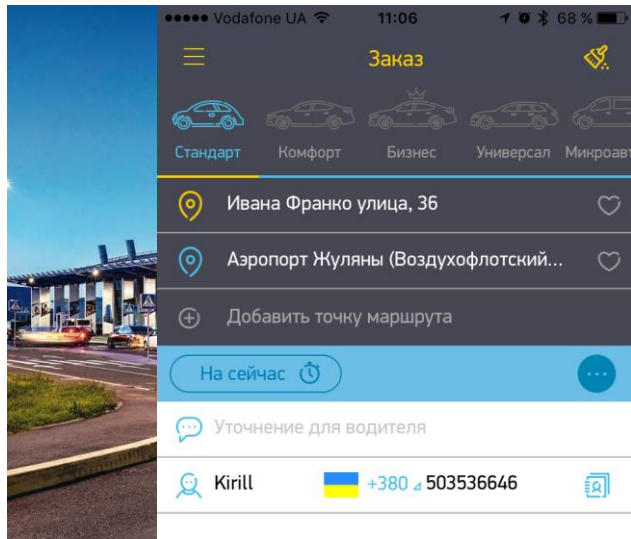 Vodafone UA 11:06 68 %
Заказ
Стандарт Комфорт Бизнес Универсал Микроавт
Ивана Франко улица, 36
Аэропорт Жуляны (Воздухофлотский...
Добавить точку маршрута
На сейчас
Уточнение для водителя
Kirill +380 503536646